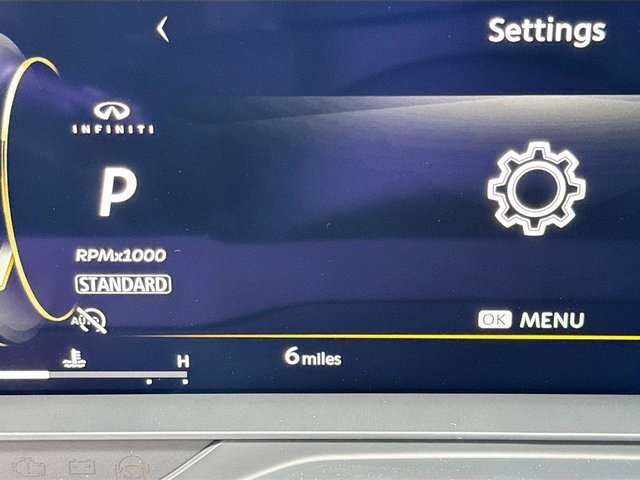 Settings
INFINITI
P
RPMx1000
STANDARD
AUTO
OK MENU
H
6 miles